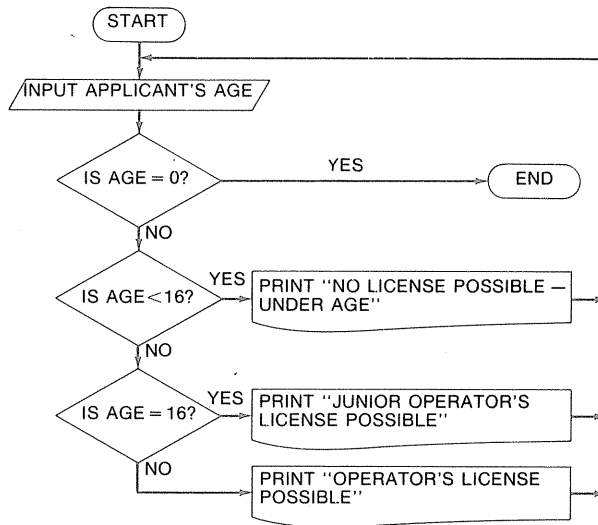 START
INPUT APPLICANT'S AGE
IS AGE = 0?
YES
END
NO
IS AGE < 16?
YES
PRINT "NO LICENSE POSSIBLE —
UNDER AGE"
NO
IS AGE = 16?
YES
PRINT "JUNIOR OPERATOR'S
LICENSE POSSIBLE"
NO
PRINT "OPERATOR'S LICENSE
POSSIBLE"